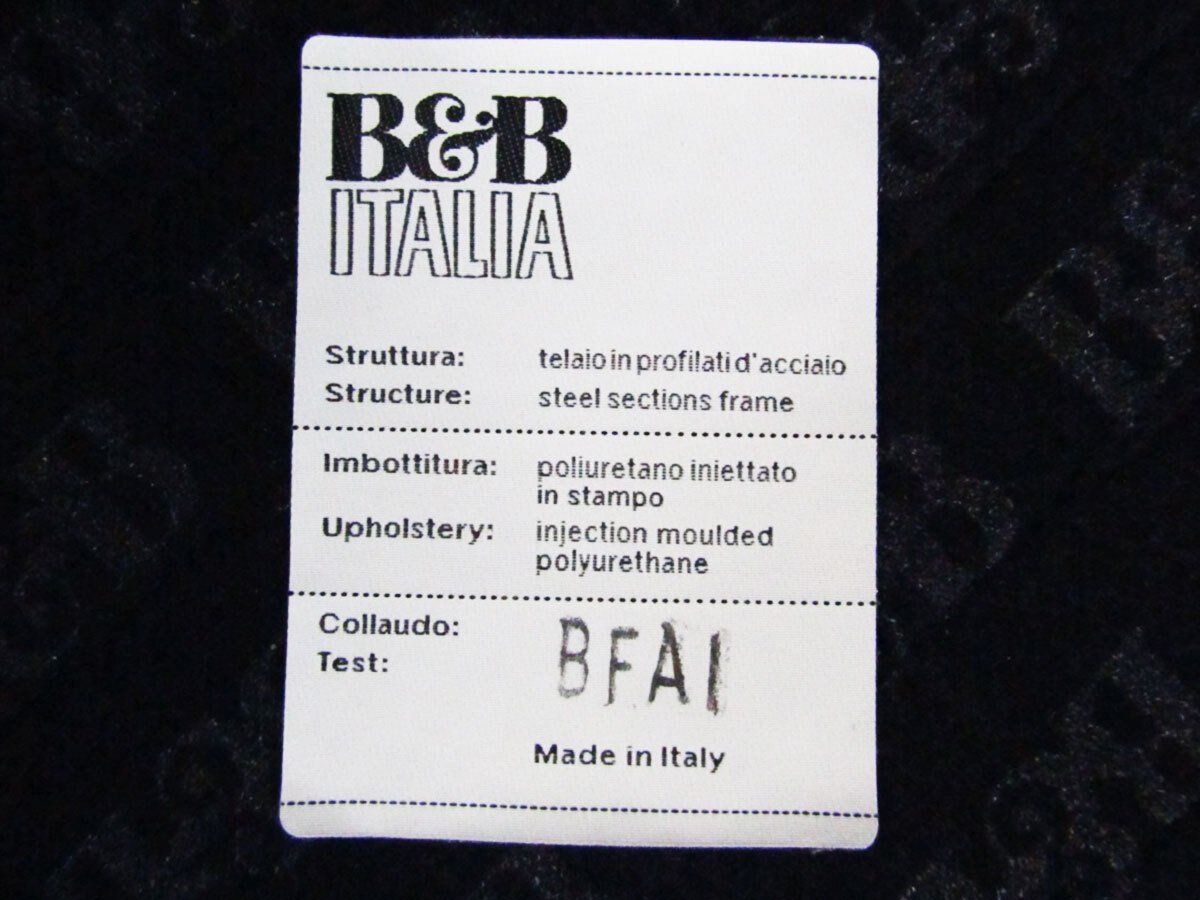 B&B
ITALIA
Struttura: telaio in profilati d'acciaio
Structure: steel sections frame
Imbottitura: poliuretano iniettato
in stampo
Upholstery: injection moulded
polyurethane
Collaudo:
Test: BFAI
Made in Italy